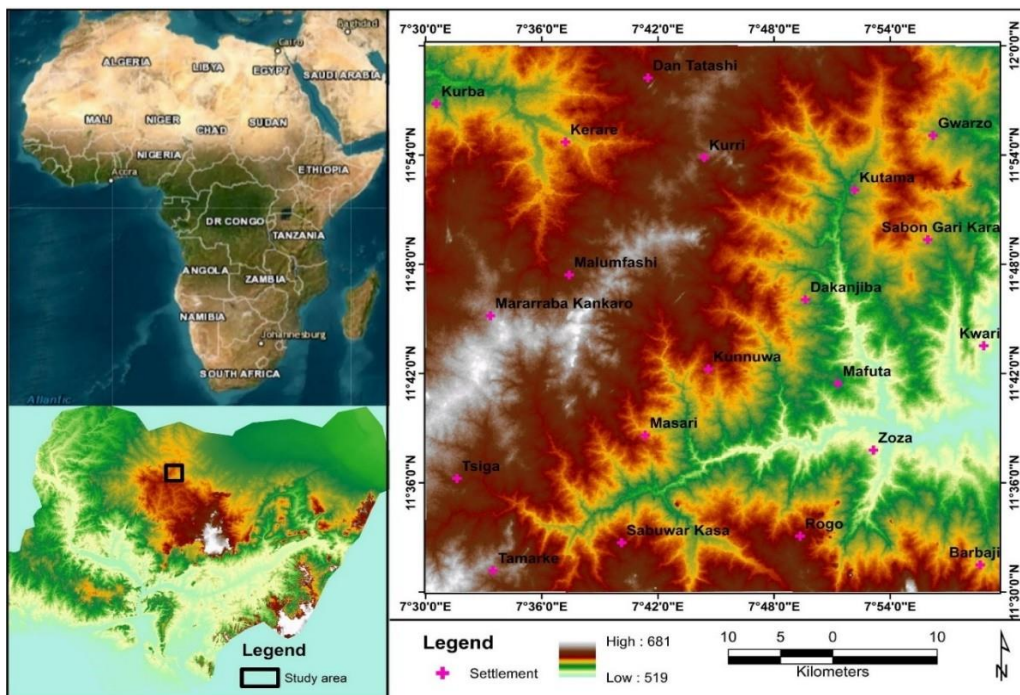 Baghdad
Cairo
ALGERIA
LIBYA
EGYPT
SAUDI ARABIA
MALI
NIGER
CHAD
SUDAN
NIGERIA
Accra
ETHIOPIA
DR CONGO
TANZANIA
ANGOLA
ZAMBIA
NAMIBIA
Johannesburg
SOUTH AFRICA
Atlantic
Legend
Study area
7°30'0"E 7°36'0"E 7°42'0"E 7°48'0"E 7°54'0"E
12°0'0"N
11°54'0"N
11°48'0"N
11°42'0"N
11°36'0"N
11°30'0"N
Dan Tatashi
Kurba
Gwarzo
Kerare
Kurri
Kutama
Sabon Gari Kara
Malumfashi
Dakanjiba
Mararraba Kankaro
Kwari
Kunnuwa
Mafuta
Masari
Zoza
Tsiga
Sabuwar Kasa
Rogo
Tamarke
Barbaji
11°54'0"N
11°48'0"N
11°42'0"N
11°36'0"N
7°30'0"E 7°36'0"E 7°42'0"E 7°48'0"E 7°54'0"E
Legend
Settlement
High : 681
Low : 519
10 5 0 10
Kilometers
N